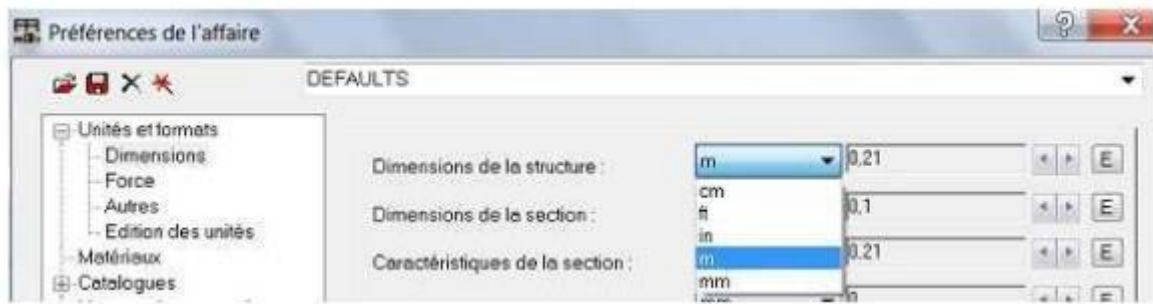 Préférences de l'affaire
DEFAULTS
Unités et formats
Dimensions
Force
Autres
Edition des unités
Matériaux
Catalogues
Dimensions de la structure : m 0,21 E
cm
ft
in
m
mm
Dimensions de la section : 0,1 E
Caractéristiques de la section : 0.21 E